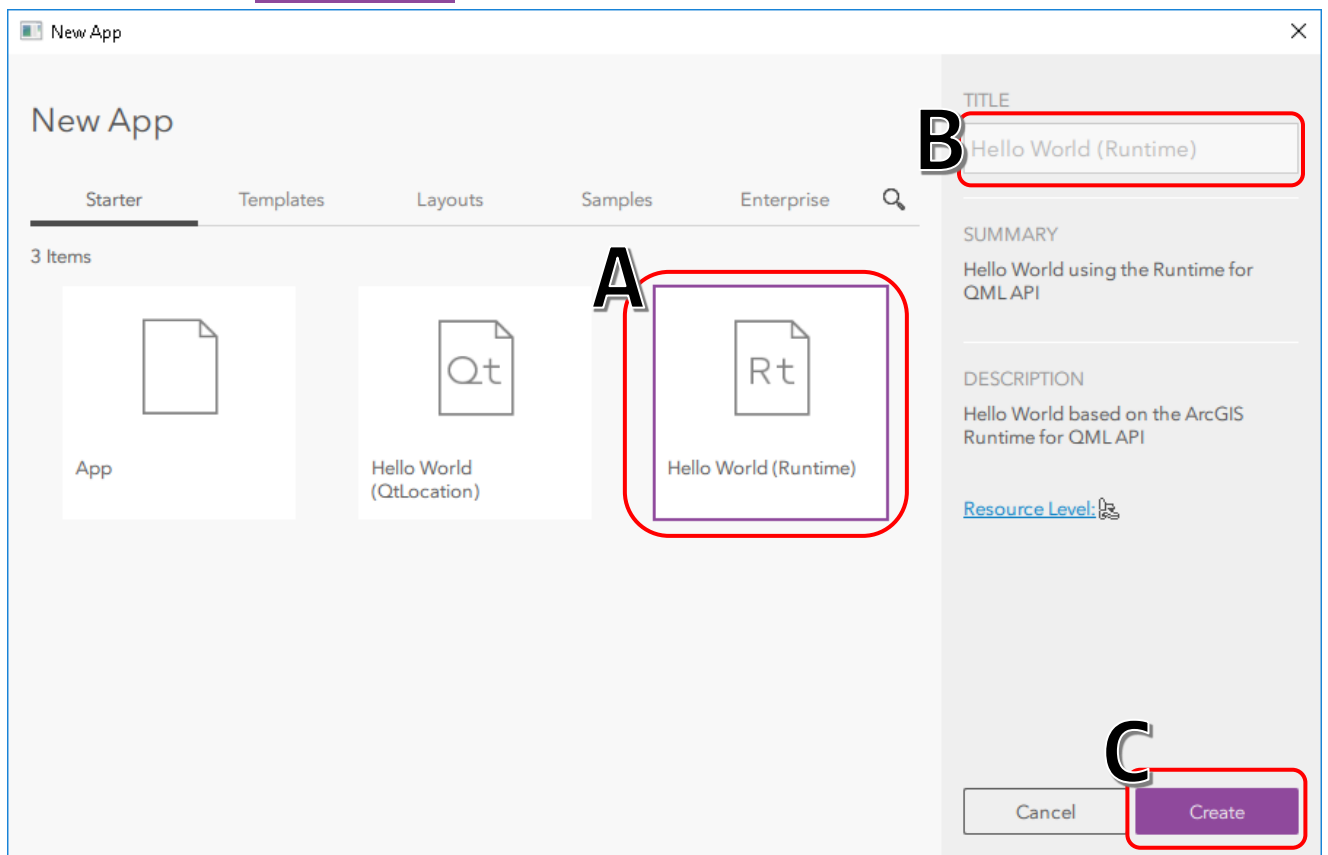 New App
New App
Starter Templates Layouts Samples Enterprise
3 Items
A
App
Qt
Hello World
(QtLocation)
Rt
Hello World (Runtime)
TITLE
B
Hello World (Runtime)
SUMMARY
Hello World using the Runtime for
QML API
DESCRIPTION
Hello World based on the ArcGIS
Runtime for QML API
Resource Level:
C
Cancel Create